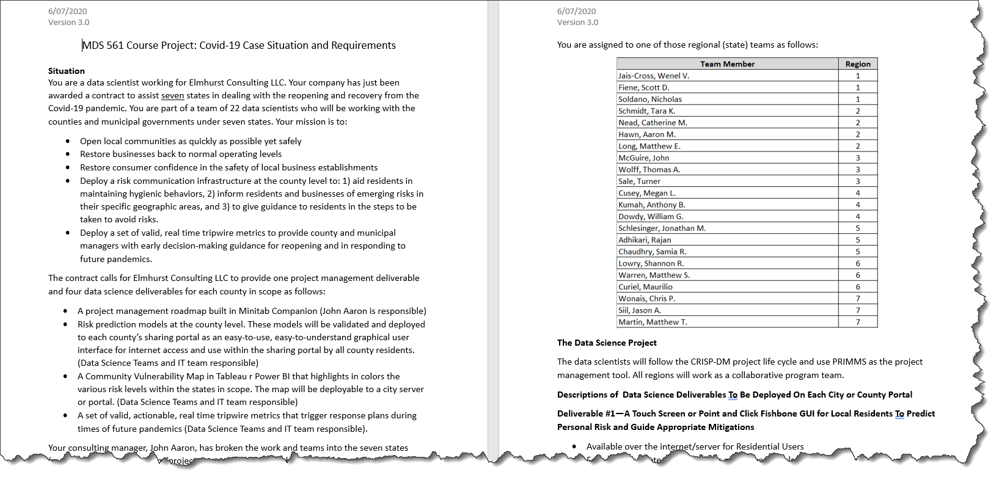 6/07/2020
Version 3.0
MDS 561 Course Project: Covid-19 Case Situation and Requirements
Situation
You are a data scientist working for Elmhurst Consulting LLC. Your company has just been
awarded a contract to assist seven states in dealing with the reopening and recovery from the
Covid-19 pandemic. You are part of a team of 22 data scientists who will be working with the
counties and municipal governments under seven states. Your mission is to:
• Open local communities as quickly as possible yet safely
• Restore businesses back to normal operating levels
• Restore consumer confidence in the safety of local business establishments
• Deploy a risk communication infrastructure at the county level to: 1) aid residents in
maintaining hygienic behaviors, 2) inform residents and businesses of emerging risks in
their specific geographic areas, and 3) to give guidance to residents in the steps to be
taken to avoid risks.
• Deploy a set of valid, real time tripwire metrics to provide county and municipal
managers with early decision-making guidance for reopening and in responding to
future pandemics.
The contract calls for Elmhurst Consulting LLC to provide one project management deliverable
and four data science deliverables for each county in scope as follows:
• A project management roadmap built in Minitab Companion (John Aaron is responsible)
• Risk prediction models at the county level. These models will be validated and deployed
to each county's sharing portal as an easy-to-use, easy-to-understand graphical user
interface for internet access and use within the sharing portal by all county residents.
(Data Science Teams and IT team responsible)
• A Community Vulnerability Map in Tableau r Power BI that highlights in colors the
various risk levels within the states in scope. The map will be deployable to a city server
or portal. (Data Science Teams and IT team responsible)
• A set of valid, actionable, real time tripwire metrics that trigger response plans during
times of future pandemics (Data Science Teams and IT team responsible).
Your consulting manager, John Aaron, has broken the work and teams into the seven states
6/07/2020
Version 3.0
You are assigned to one of those regional (state) teams as follows:
Team Member Region
Jais-Cross, Wenel V. 1
Fiene, Scott D. 1
Soldano, Nicholas 1
Schmidt, Tara K. 2
Nead, Catherine M. 2
Hawn, Aaron M. 2
Long, Matthew E. 2
McGuire, John 3
Wolff, Thomas A. 3
Sale, Turner 3
Cusey, Megan L. 4
Kumah, Anthony B. 4
Dowdy, William G. 4
Schlesinger, Jonathan M. 5
Adhikari, Rajan 5
Chaudhry, Samia R. 5
Lowry, Shannon R. 6
Warren, Matthew S. 6
Curiel, Maurilio 6
Wonais, Chris P. 7
Siil, Jason A. 7
Martin, Matthew T. 7
The Data Science Project
The data scientists will follow the CRISP-DM project life cycle and use PRIMMS as the project
management tool. All regions will work as a collaborative program team.
Descriptions of Data Science Deliverables To Be Deployed On Each City or County Portal
Deliverable #1—A Touch Screen or Point and Click Fishbone GUI for Local Residents To Predict
Personal Risk and Guide Appropriate Mitigations
• Available over the internet/server for Residential Users